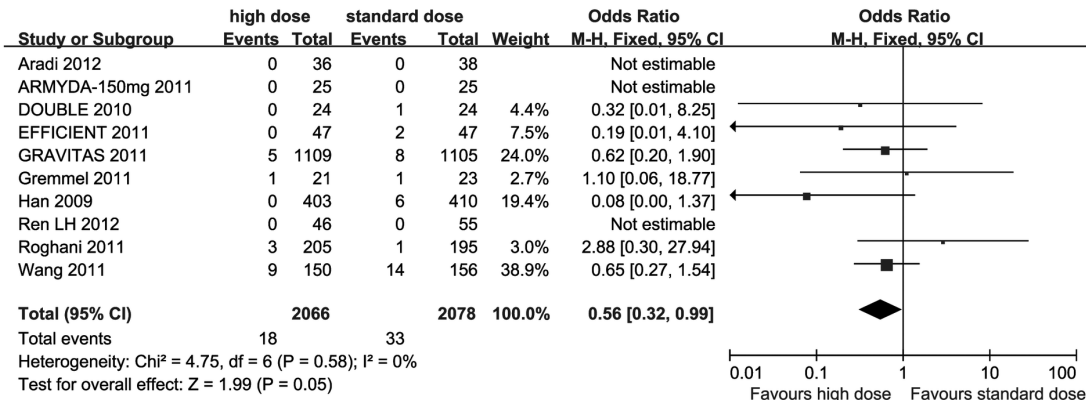 high dose standard dose Odds Ratio Odds Ratio
Study or Subgroup Events Total Events Total Weight M-H, Fixed, 95% CI M-H, Fixed, 95% CI
Aradi 2012 0 36 0 38 Not estimable
ARMYDA-150mg 2011 0 25 0 25 Not estimable
DOUBLE 2010 0 24 1 24 4.4% 0.32 [0.01, 8.25]
EFFICIENT 2011 0 47 2 47 7.5% 0.19 [0.01, 4.10]
GRAVITAS 2011 5 1109 8 1105 24.0% 0.62 [0.20, 1.90]
Gremmel 2011 1 21 1 23 2.7% 1.10 [0.06, 18.77]
Han 2009 0 403 6 410 19.4% 0.08 [0.00, 1.37]
Ren LH 2012 0 46 0 55 Not estimable
Roghani 2011 3 205 1 195 3.0% 2.88 [0.30, 27.94]
Wang 2011 9 150 14 156 38.9% 0.65 [0.27, 1.54]
Total (95% CI) 2066 2078 100.0% 0.56 [0.32, 0.99]
Total events 18 33
Heterogeneity: Chi² = 4.75, df = 6 (P = 0.58); I² = 0%
Test for overall effect: Z = 1.99 (P = 0.05)
0.01 0.1 1 10 100
Favours high dose Favours standard dose